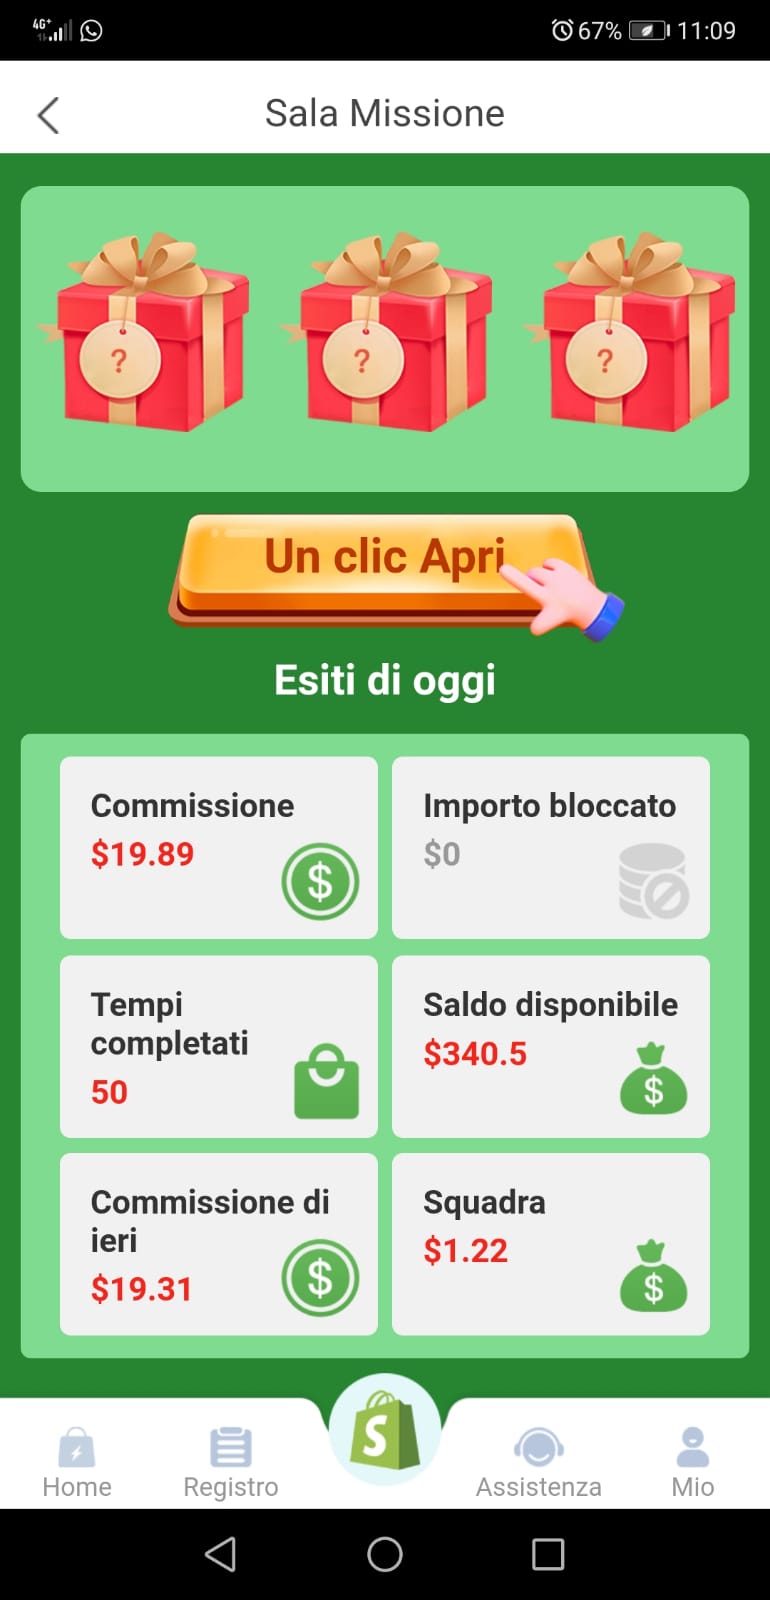 4G+
67%
11:09
Sala Missione
? ? ?
Un clic Apri
Esiti di oggi
Commissione
$19.89
$
Importo bloccato
$0
Tempi
completati
50
Saldo disponibile
$340.5
$
Commissione di
ieri
$19.31
$
Squadra
$1.22
$
S
Home
Registro
Assistenza
Mio